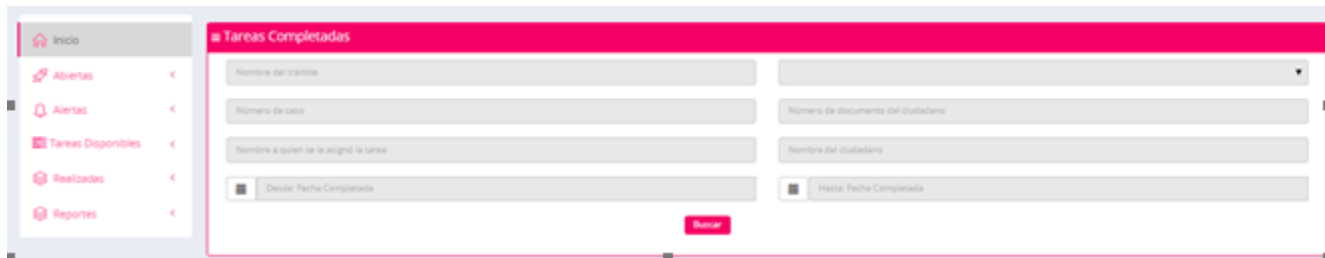 Inicio
Abiertas
Alertas
Tareas Disponibles
Realizadas
Reportes
Tareas Completadas
Nombre del trámite
Número de caso
Número de documento del ciudadano
Nombre a quien se le asignó la tarea
Nombre del ciudadano
Desde: Fecha Completada
Hasta: Fecha Completada
Buscar